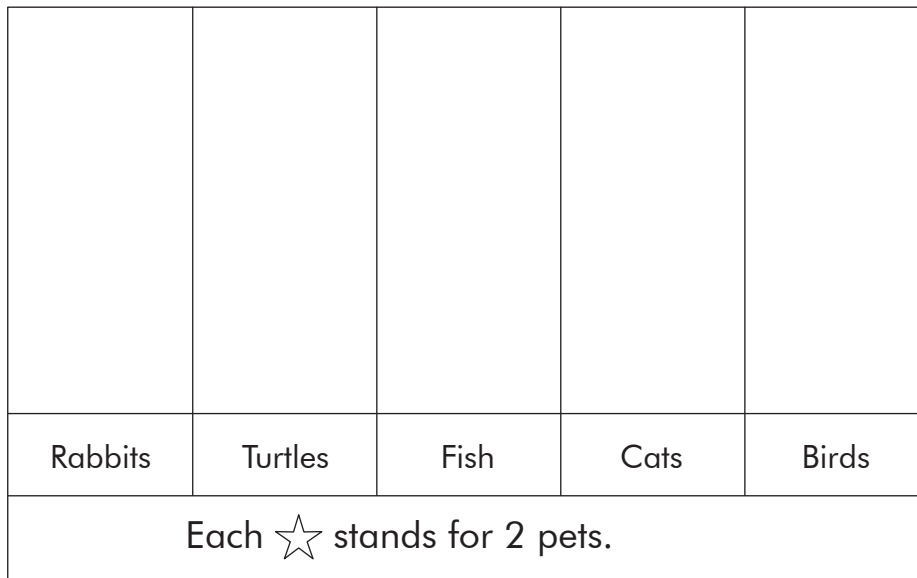 Rabbits Turtles Fish Cats Birds
Each ☆ stands for 2 pets.